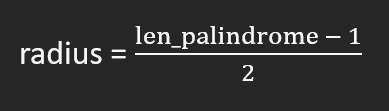 radius = len_palindrome − 1
2